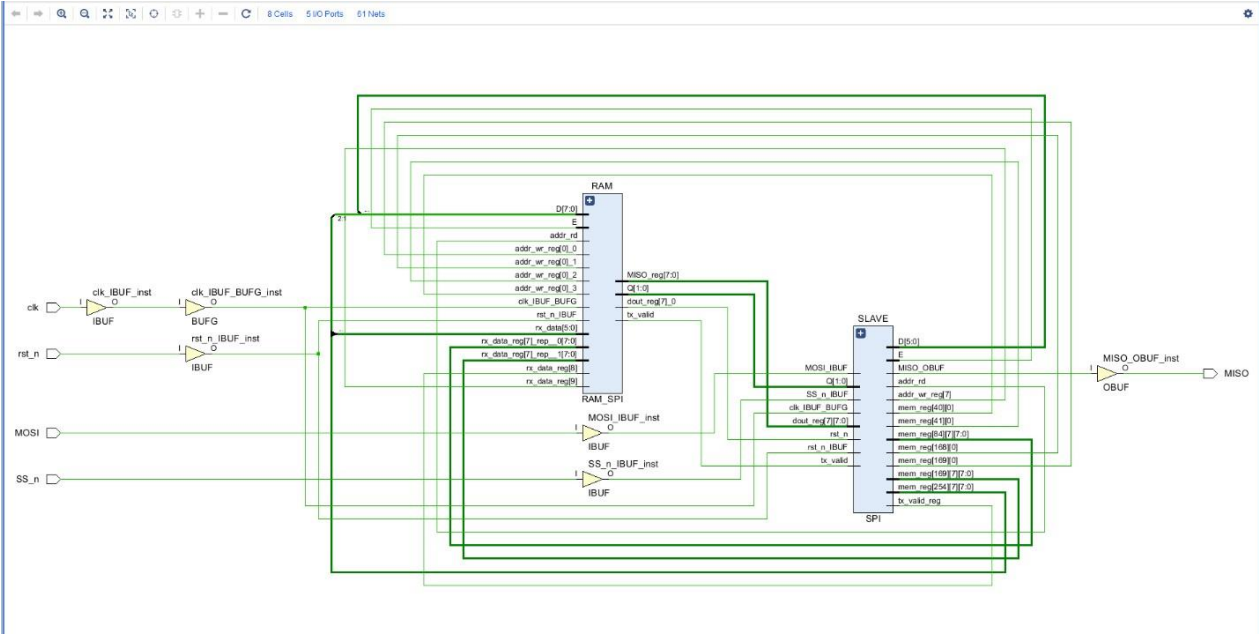 8 Cells 5 I/O Ports 61 Nets
RAM
D[7:0]
E
addr_rd
addr_wr_reg[0]_0
addr_wr_reg[0]_1
addr_wr_reg[0]_2
addr_wr_reg[0]_3
clk_IBUF_BUFG
rst_n_IBUF
rx_data[5:0]
rx_data_reg[7]_rep__0[7:0]
rx_data_reg[7]_rep__1[7:0]
rx_data_reg[8]
rx_data_reg[9]
MISO_reg[7:0]
Q[1:0]
dout_reg[7]_0
tx_valid
RAM_SPI
2:1
clk
clk_IBUF_inst
I O
IBUF
clk_IBUF_BUFG_inst
I O
BUFG
rst_n
rst_n_IBUF_inst
I O
IBUF
MOSI
MOSI_IBUF_inst
I O
IBUF
SS_n
SS_n_IBUF_inst
I O
IBUF
SLAVE
MOSI_IBUF
Q[1:0]
SS_n_IBUF
clk_IBUF_BUFG
dout_reg[7][7:0]
rst_n
rst_n_IBUF
tx_valid
D[5:0]
E
MISO_OBUF
addr_rd
addr_wr_reg[7]
mem_reg[40][0]
mem_reg[41][0]
mem_reg[84][7][7:0]
mem_reg[168][0]
mem_reg[169][0]
mem_reg[169][7][7:0]
mem_reg[254][7][7:0]
tx_valid_reg
SPI
MISO_OBUF_inst
I O
OBUF
MISO